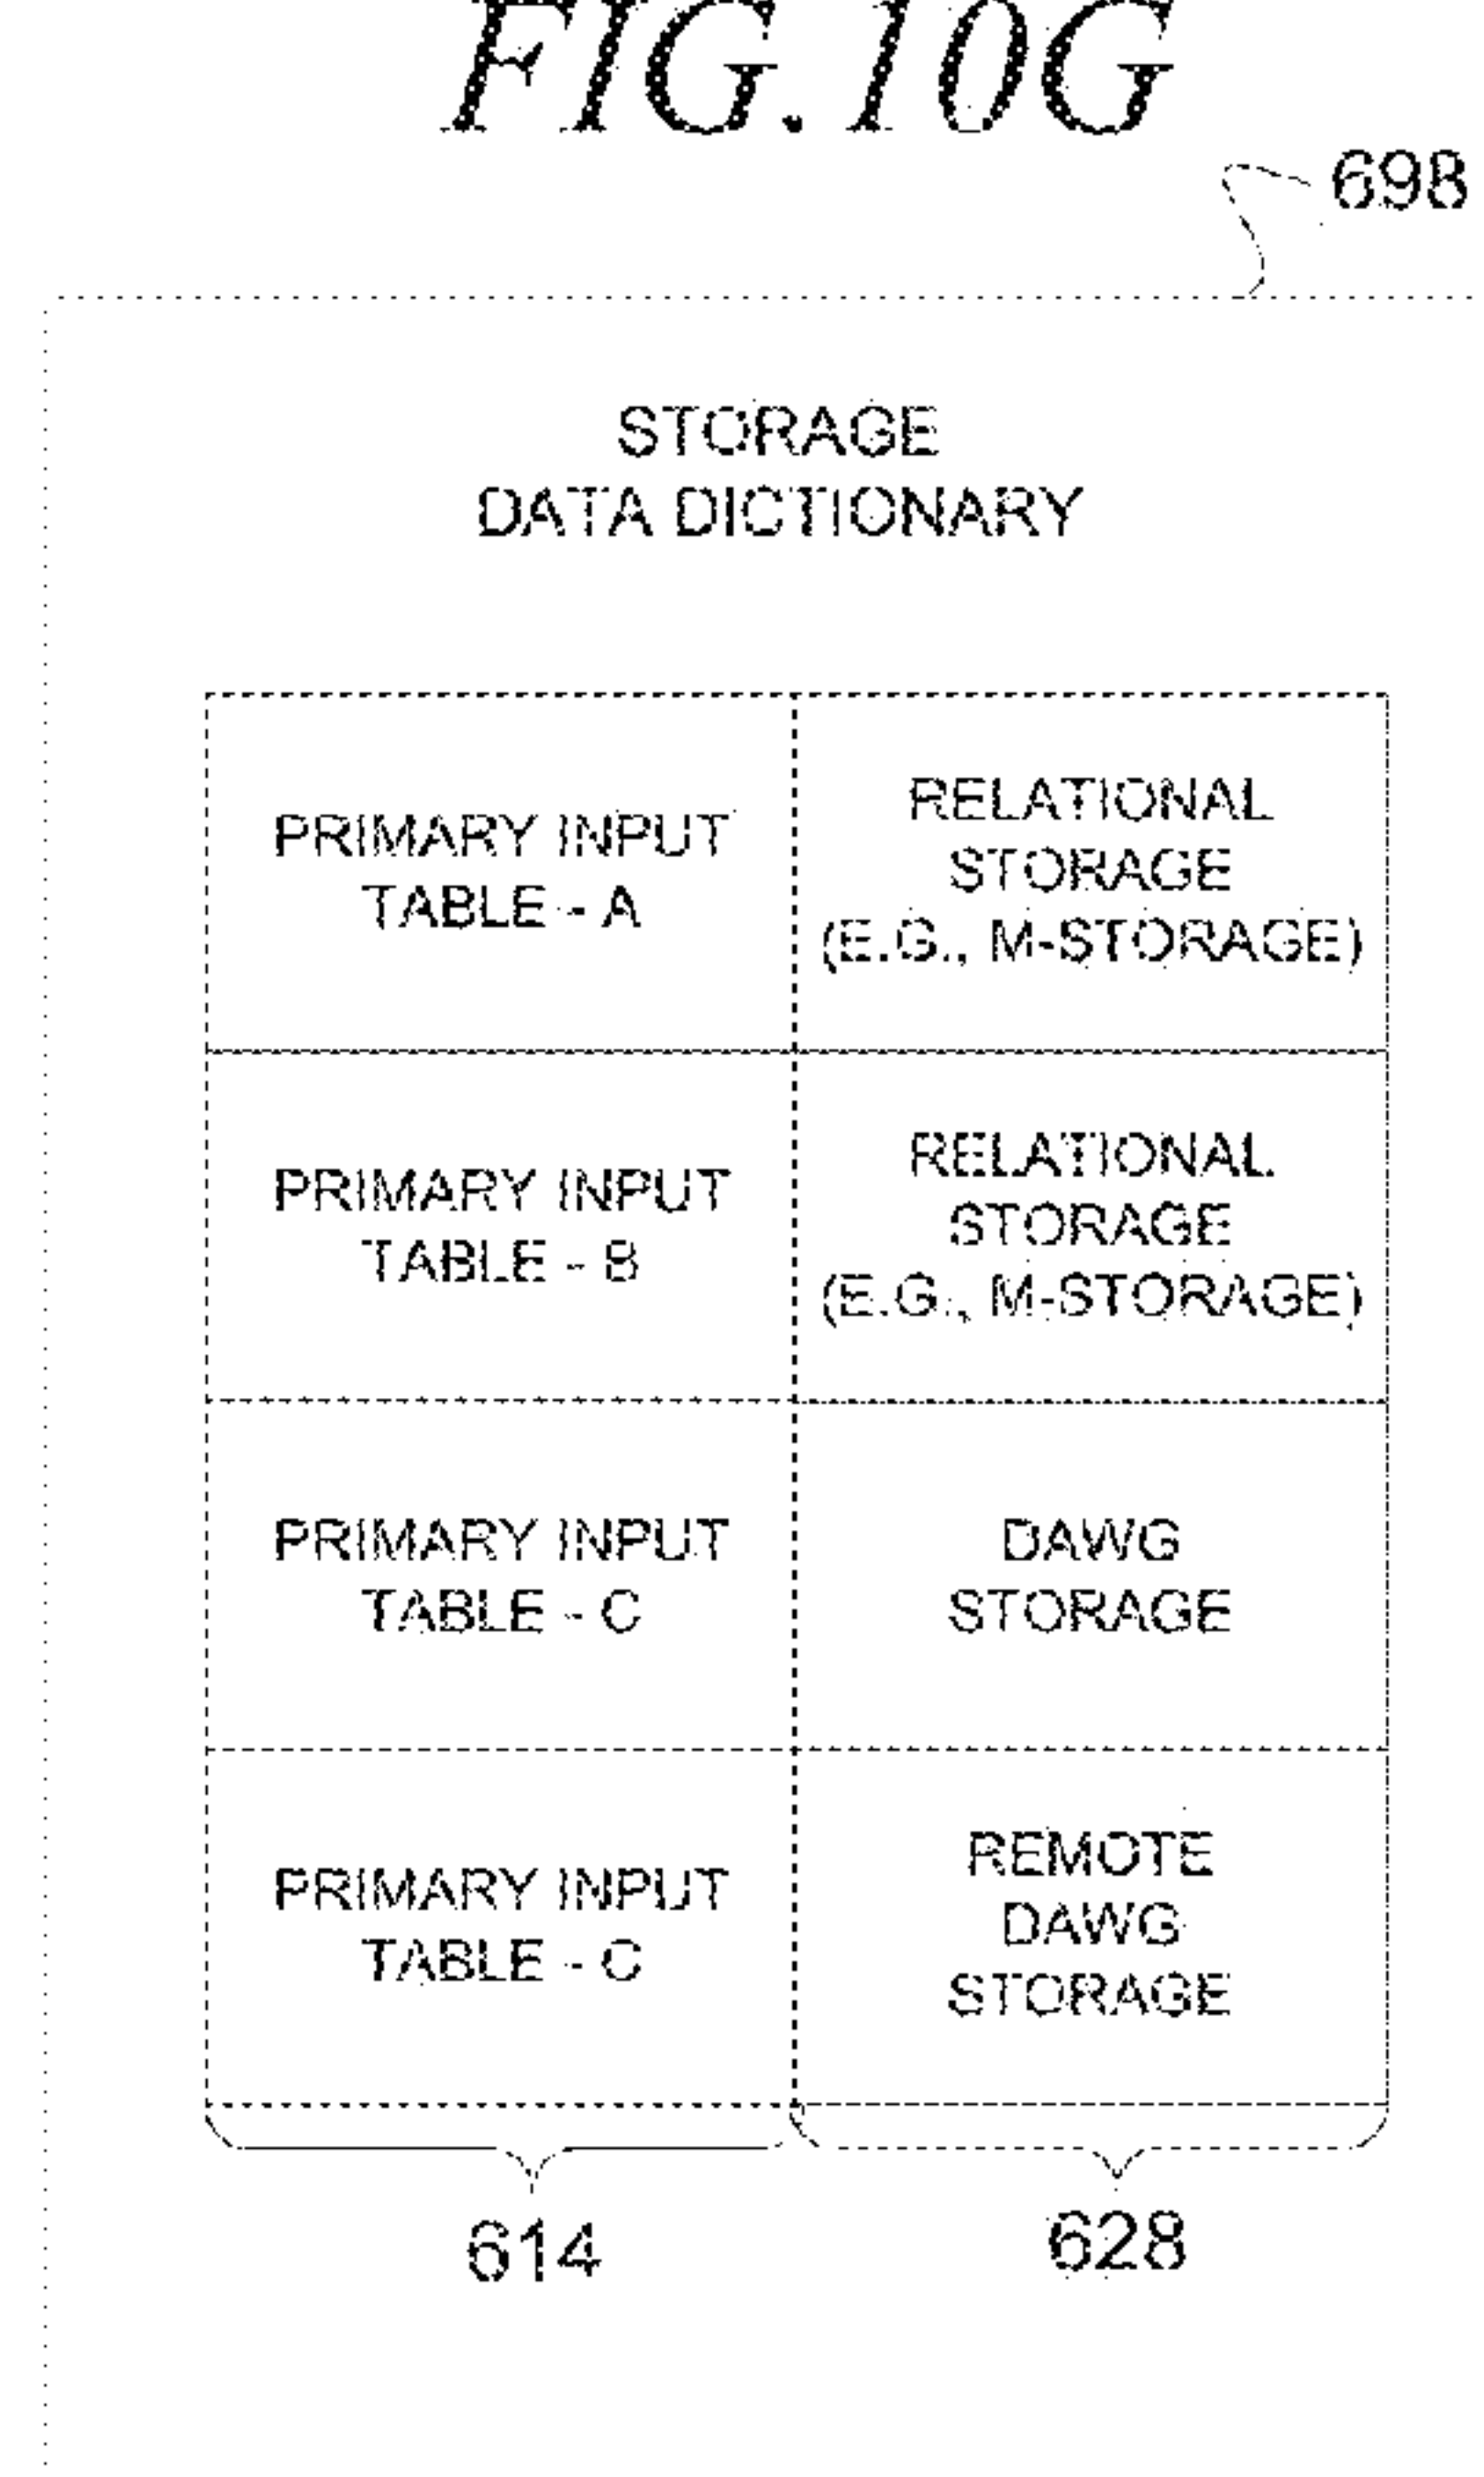 FIG. 10G
698
STORAGE
DATA DICTIONARY
PRIMARY INPUT
TABLE - A
RELATIONAL
STORAGE
(E.G., M-STORAGE)
PRIMARY INPUT
TABLE - B
RELATIONAL
STORAGE
(E.G., M-STORAGE)
PRIMARY INPUT
TABLE - C
DAWG
STORAGE
PRIMARY INPUT
TABLE - C
REMOTE
DAWG
STORAGE
614
628